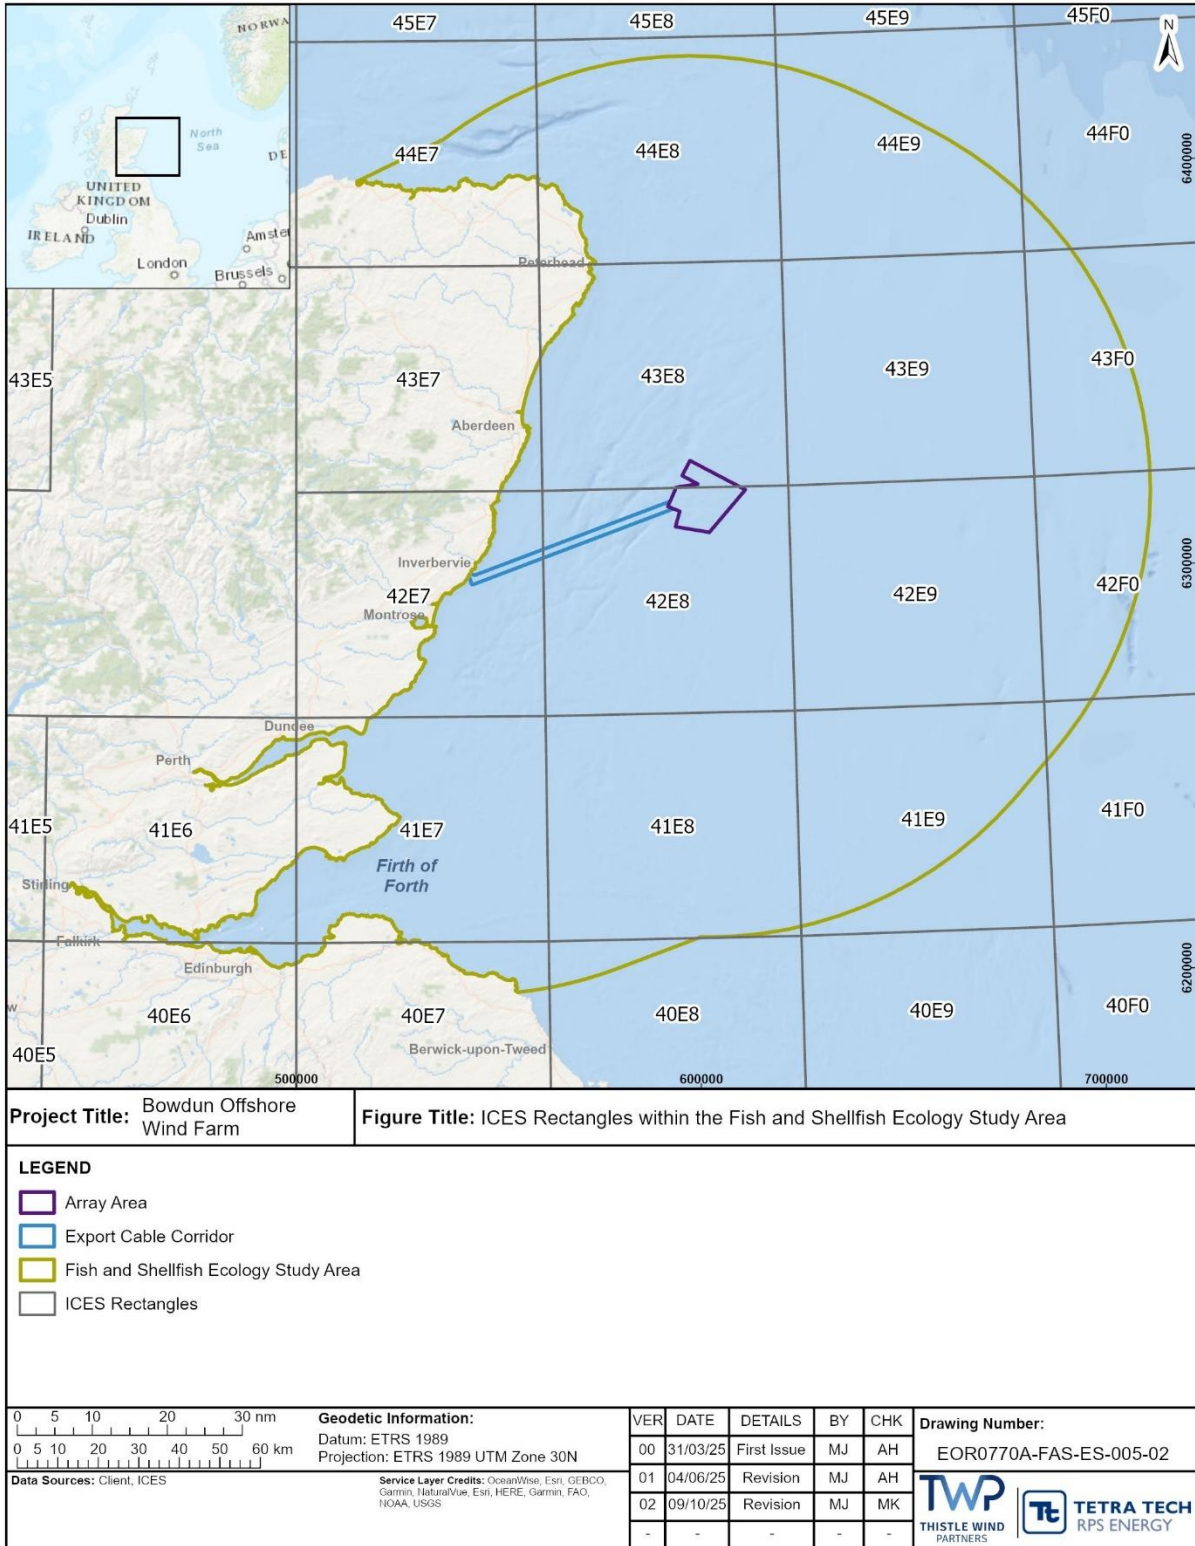 45E7
45E8
45E9
45F0
N
NORWA
North
Sea
DE
UNITED
KINGDOM
Dublin
IRELAND
Amster
London
Brussels
44E7
44E8
44E9
44F0
6400000
Peterhead
43E5
43E7
43E8
43E9
43F0
Aberdeen
Inverbervie
6300000
42E7
42E8
42E9
42F0
Montrose
Dundee
Perth
41E5
41E6
41E7
41E8
41E9
41F0
Firth of
Forth
Stirling
Falkirk
Edinburgh
6200000
w
40E6
40E7
40E8
40E9
40F0
40E5
Berwick-upon-Tweed
500000
600000
700000
Project Title: Bowdun Offshore
Wind Farm
Figure Title: ICES Rectangles within the Fish and Shellfish Ecology Study Area
LEGEND
Array Area
Export Cable Corridor
Fish and Shellfish Ecology Study Area
ICES Rectangles
0 5 10 20 30 nm
0 5 10 20 30 40 50 60 km
Geodetic Information:
Datum: ETRS 1989
Projection: ETRS 1989 UTM Zone 30N
Data Sources: Client, ICES
Service Layer Credits: OceanWise, Esri, GEBCO,
Garmin, NaturalVue, Esri, HERE, Garmin, FAO,
NOAA, USGS
VER DATE DETAILS BY CHK
00 31/03/25 First Issue MJ AH
01 04/06/25 Revision MJ AH
02 09/10/25 Revision MJ MK
- - - - -
Drawing Number:
EOR0770A-FAS-ES-005-02
TWP
THISTLE WIND
PARTNERS
Tt
TETRA TECH
RPS ENERGY